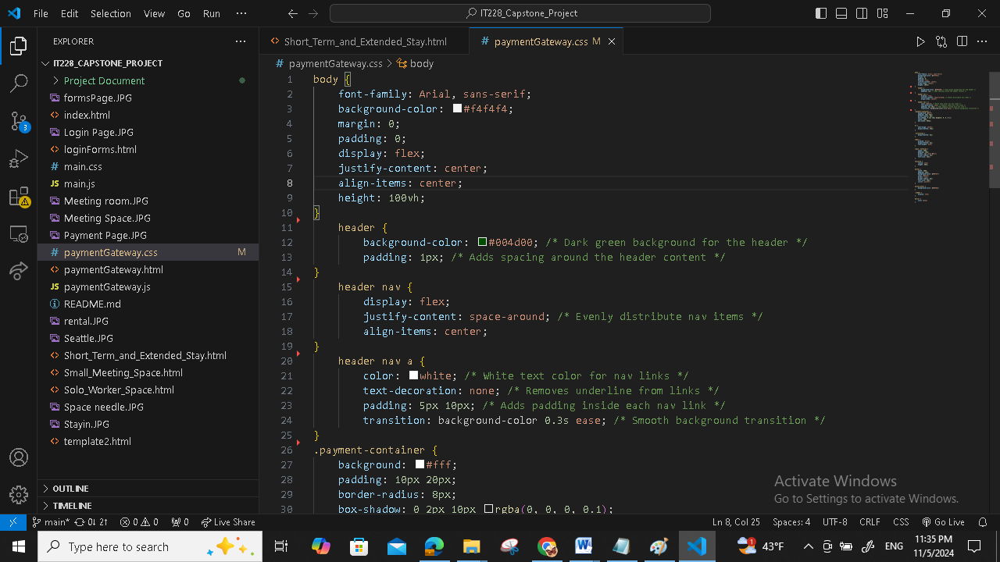 File Edit Selection View Go Run ··· IT228_Capstone_Project
EXPLORER ···
IT228_CAPSTONE_PROJECT
Project Document
formsPage.JPG
index.html
Login Page.JPG
loginForms.html
main.css
main.js
Meeting room.JPG
Meeting Space.JPG
Payment Page.JPG
paymentGateway.css M
paymentGateway.html
paymentGateway.js
README.md
rental.JPG
Seattle.JPG
Short_Term_and_Extended_Stay.html
Small_Meeting_Space.html
Solo_Worker_Space.html
Space needle.JPG
Stayin.JPG
template2.html
OUTLINE
TIMELINE
3
Short_Term_and_Extended_Stay.html paymentGateway.css M
paymentGateway.css > body
1 body {
2 font-family: Arial, sans-serif;
3 background-color: #f4f4f4;
4 margin: 0;
5 padding: 0;
6 display: flex;
7 justify-content: center;
8 align-items: center;
9 height: 100vh;
10 }
11 header {
12 background-color: #004d00; /* Dark green background for the header */
13 padding: 1px; /* Adds spacing around the header content */
14 }
15 header nav {
16 display: flex;
17 justify-content: space-around; /* Evenly distribute nav items */
18 align-items: center;
19 }
20 header nav a {
21 color: white; /* White text color for nav links */
22 text-decoration: none; /* Removes underline from links */
23 padding: 5px 10px; /* Adds padding inside each nav link */
24 transition: background-color 0.3s ease; /* Smooth background transition */
25 }
26 .payment-container {
27 background: #fff;
28 padding: 10px 20px;
29 border-radius: 8px;
30 box-shadow: 0 2px 10px rgba(0, 0, 0, 0.1);
Activate Windows
Go to Settings to activate Windows.
main* 0↓ 2↑ 0 0 0 Live Share Ln 8, Col 25 Spaces: 4 UTF-8 CRLF CSS Go Live
Type here to search 1 43°F ENG 11:35 PM
11/5/2024